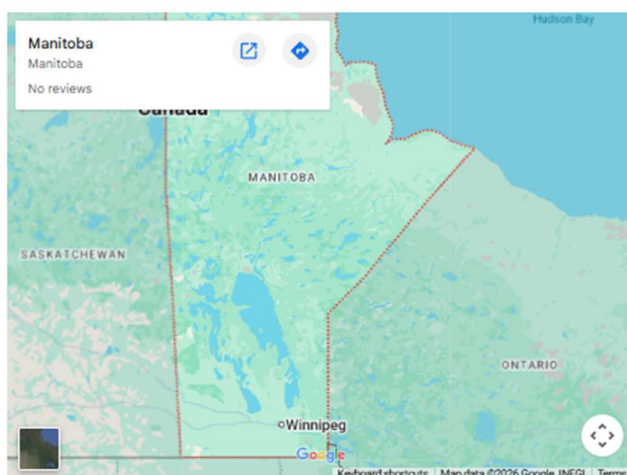 Hudson Bay
Manitoba
Manitoba
No reviews
Canada
MANITOBA
SASKATCHEWAN
ONTARIO
Winnipeg
Google
Keyboard shortcuts
Map data ©2026 Google, INEGI
Terms